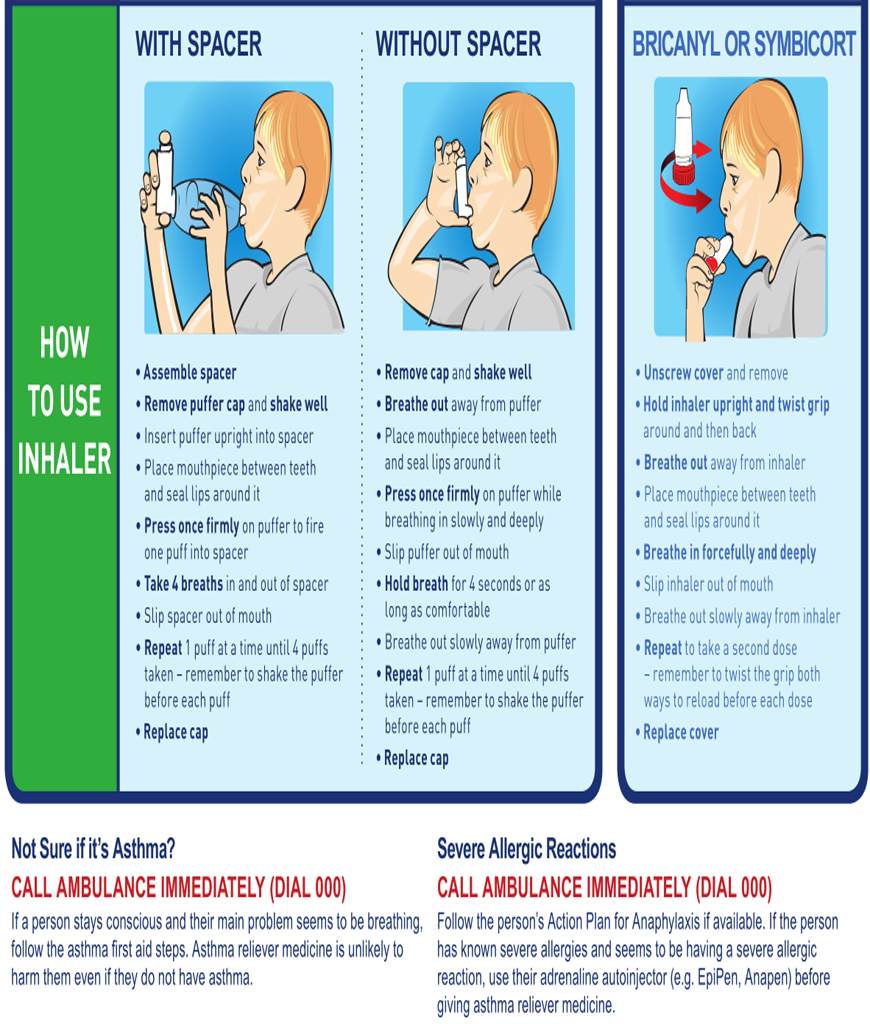 HOW
TO USE
INHALER
WITH SPACER
• Assemble spacer
• Remove puffer cap and shake well
• Insert puffer upright into spacer
• Place mouthpiece between teeth
and seal lips around it
• Press once firmly on puffer to fire
one puff into spacer
• Take 4 breaths in and out of spacer
• Slip spacer out of mouth
• Repeat 1 puff at a time until 4 puffs
taken – remember to shake the puffer
before each puff
• Replace cap
WITHOUT SPACER
• Remove cap and shake well
• Breathe out away from puffer
• Place mouthpiece between teeth
and seal lips around it
• Press once firmly on puffer while
breathing in slowly and deeply
• Slip puffer out of mouth
• Hold breath for 4 seconds or as
long as comfortable
• Breathe out slowly away from puffer
• Repeat 1 puff at a time until 4 puffs
taken – remember to shake the puffer
before each puff
• Replace cap
BRICANYL OR SYMBICORT
• Unscrew cover and remove
• Hold inhaler upright and twist grip
around and then back
• Breathe out away from inhaler
• Place mouthpiece between teeth
and seal lips around it
• Breathe in forcefully and deeply
• Slip inhaler out of mouth
• Breathe out slowly away from inhaler
• Repeat to take a second dose
– remember to twist the grip both
ways to reload before each dose
• Replace cover
Not Sure if it's Asthma?
CALL AMBULANCE IMMEDIATELY (DIAL 000)
If a person stays conscious and their main problem seems to be breathing,
follow the asthma first aid steps. Asthma reliever medicine is unlikely to
harm them even if they do not have asthma.
Severe Allergic Reactions
CALL AMBULANCE IMMEDIATELY (DIAL 000)
Follow the person's Action Plan for Anaphylaxis if available. If the person
has known severe allergies and seems to be having a severe allergic
reaction, use their adrenaline autoinjector (e.g. EpiPen, Anapen) before
giving asthma reliever medicine.